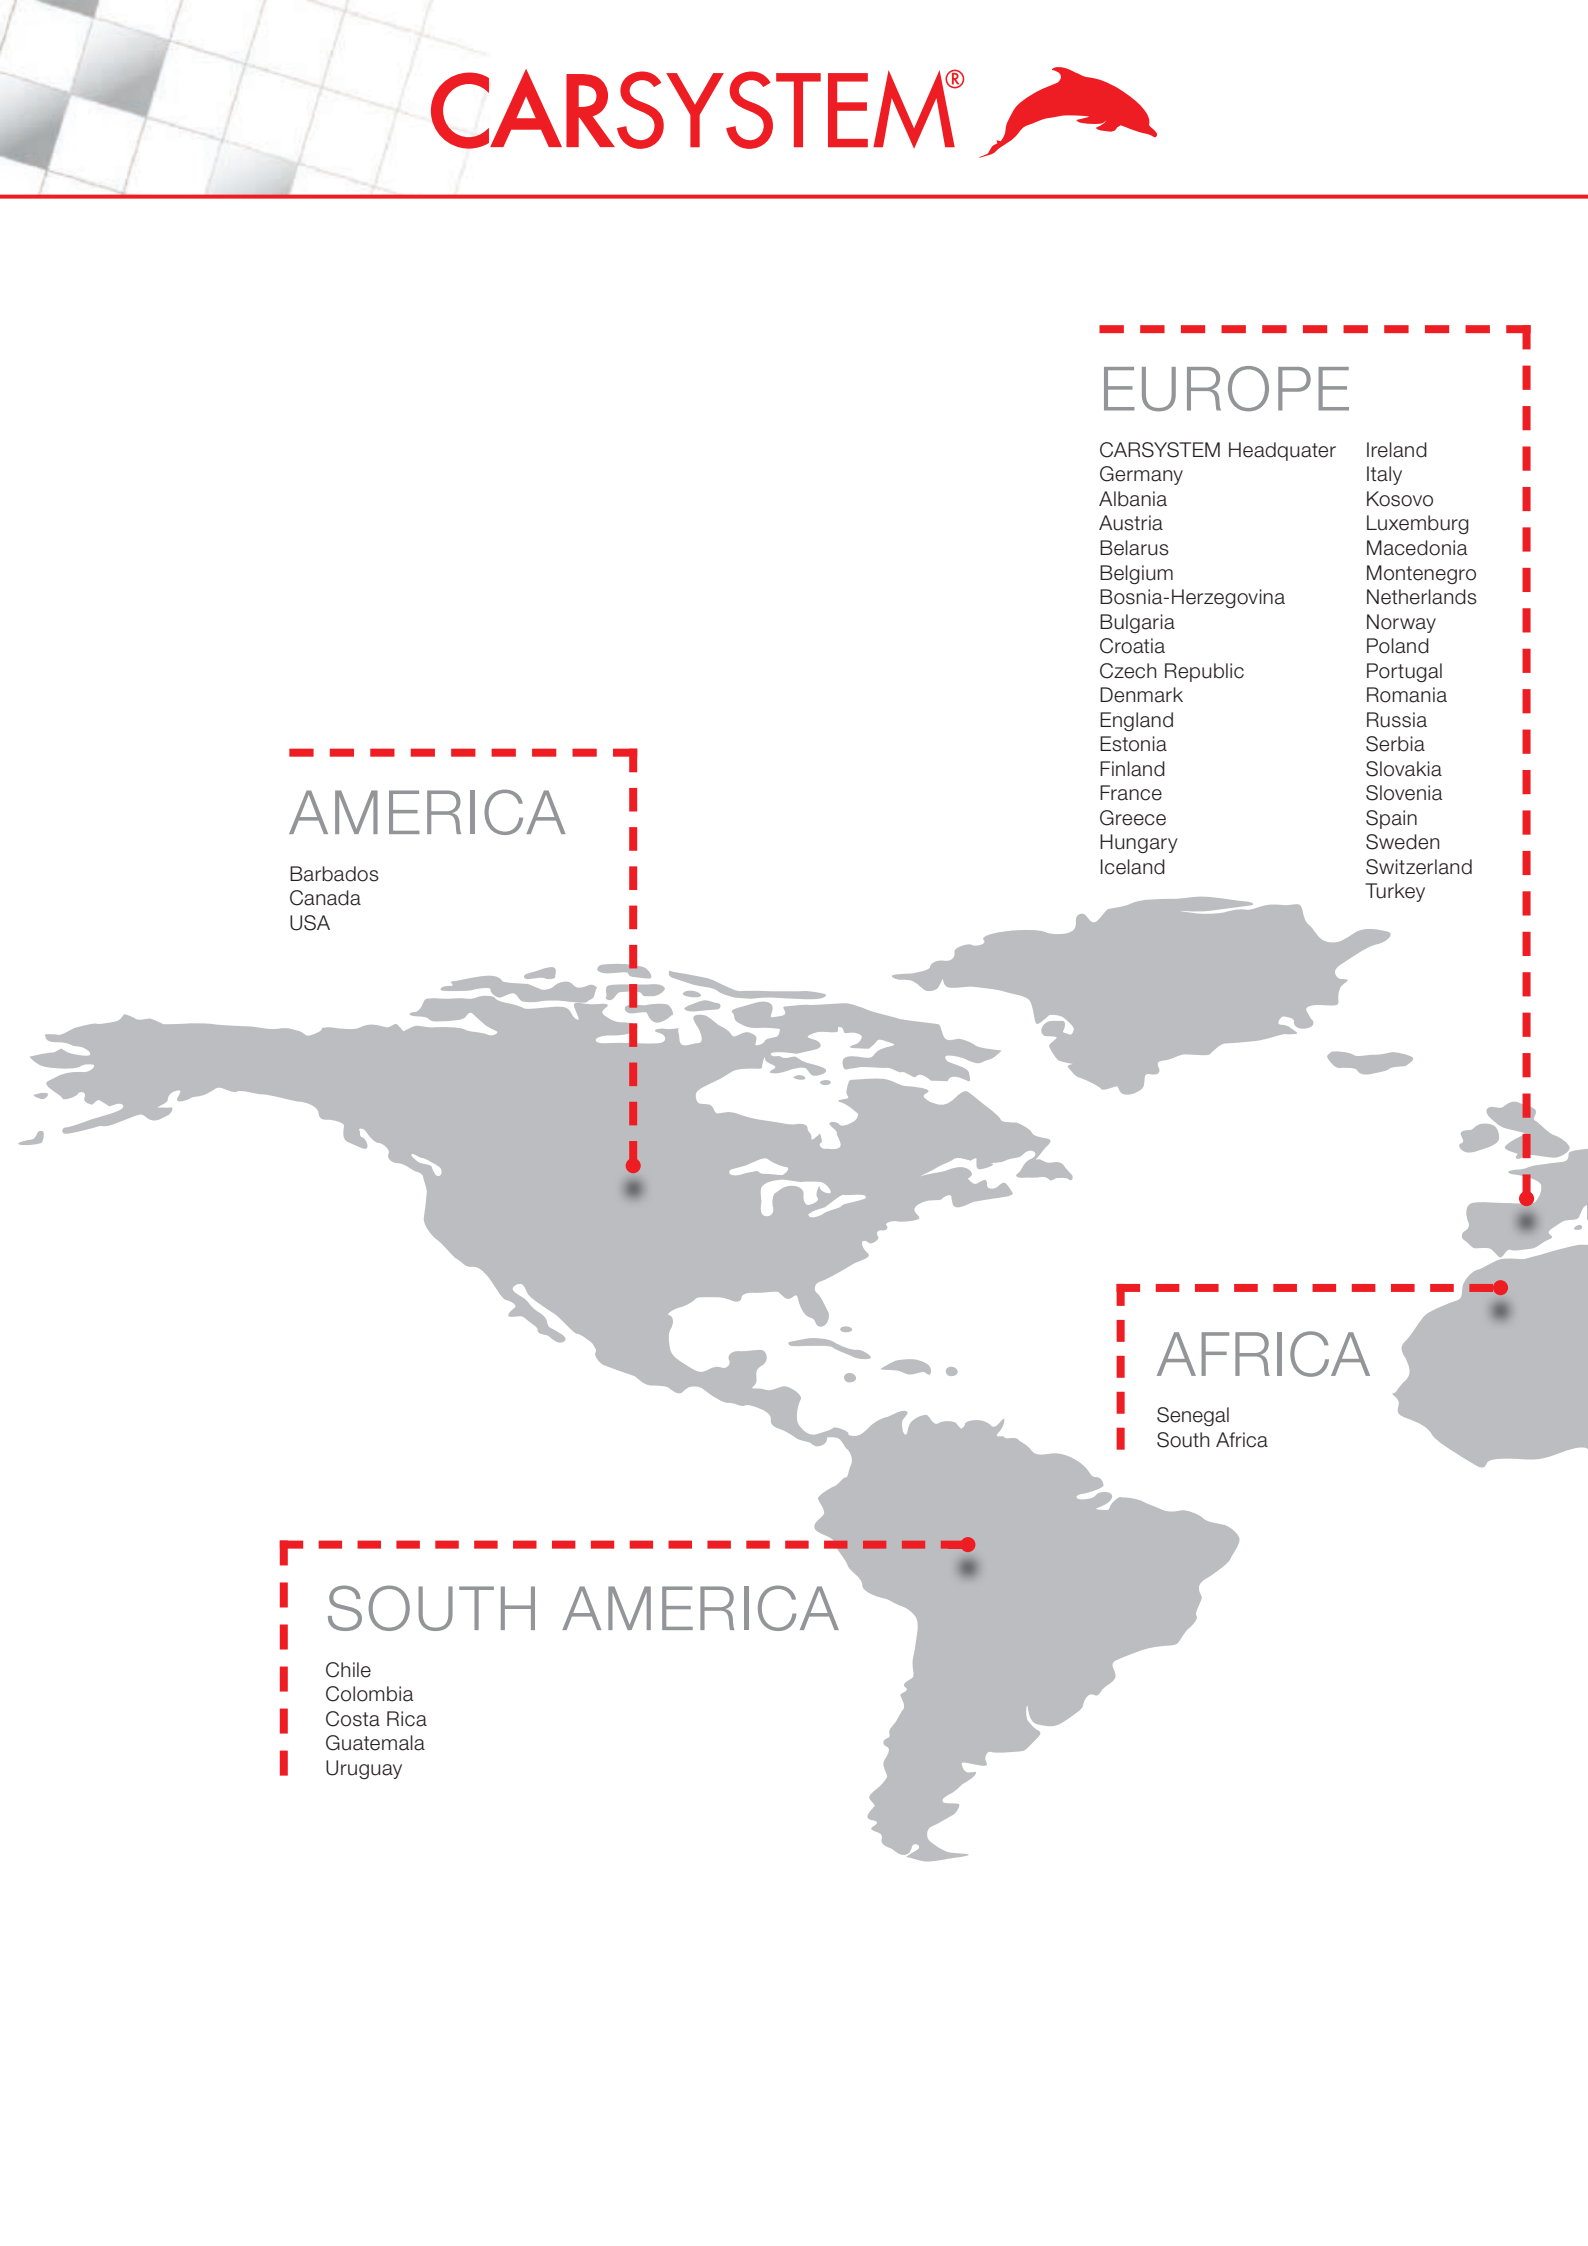 CARSYSTEM®
EUROPE
CARSYSTEM Headquater
Germany
Albania
Austria
Belarus
Belgium
Bosnia-Herzegovina
Bulgaria
Croatia
Czech Republic
Denmark
England
Estonia
Finland
France
Greece
Hungary
Iceland
Ireland
Italy
Kosovo
Luxemburg
Macedonia
Montenegro
Netherlands
Norway
Poland
Portugal
Romania
Russia
Serbia
Slovakia
Slovenia
Spain
Sweden
Switzerland
Turkey
AMERICA
Barbados
Canada
USA
AFRICA
Senegal
South Africa
SOUTH AMERICA
Chile
Colombia
Costa Rica
Guatemala
Uruguay